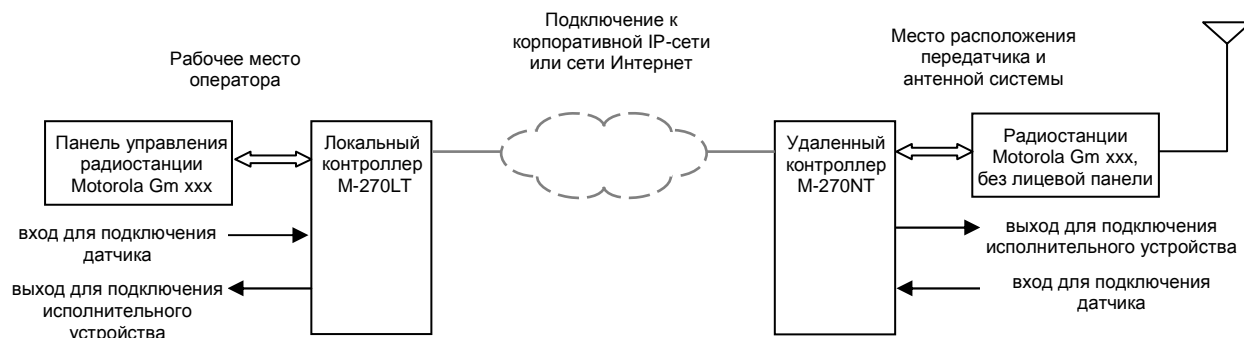 Рабочее место
оператора
Подключение к
корпоративной IP-сети
или сети Интернет
Место расположения
передатчика и
антенной системы
Панель управления
радиостанции
Motorola Gm xxx
Локальный
контроллер
M-270LT
Удаленный
контроллер
M-270NT
Радиостанции
Motorola Gm xxx,
без лицевой панели
вход для подключения
датчика
выход для подключения
исполнительного
устройства
выход для подключения
исполнительного устройства
вход для подключения
датчика